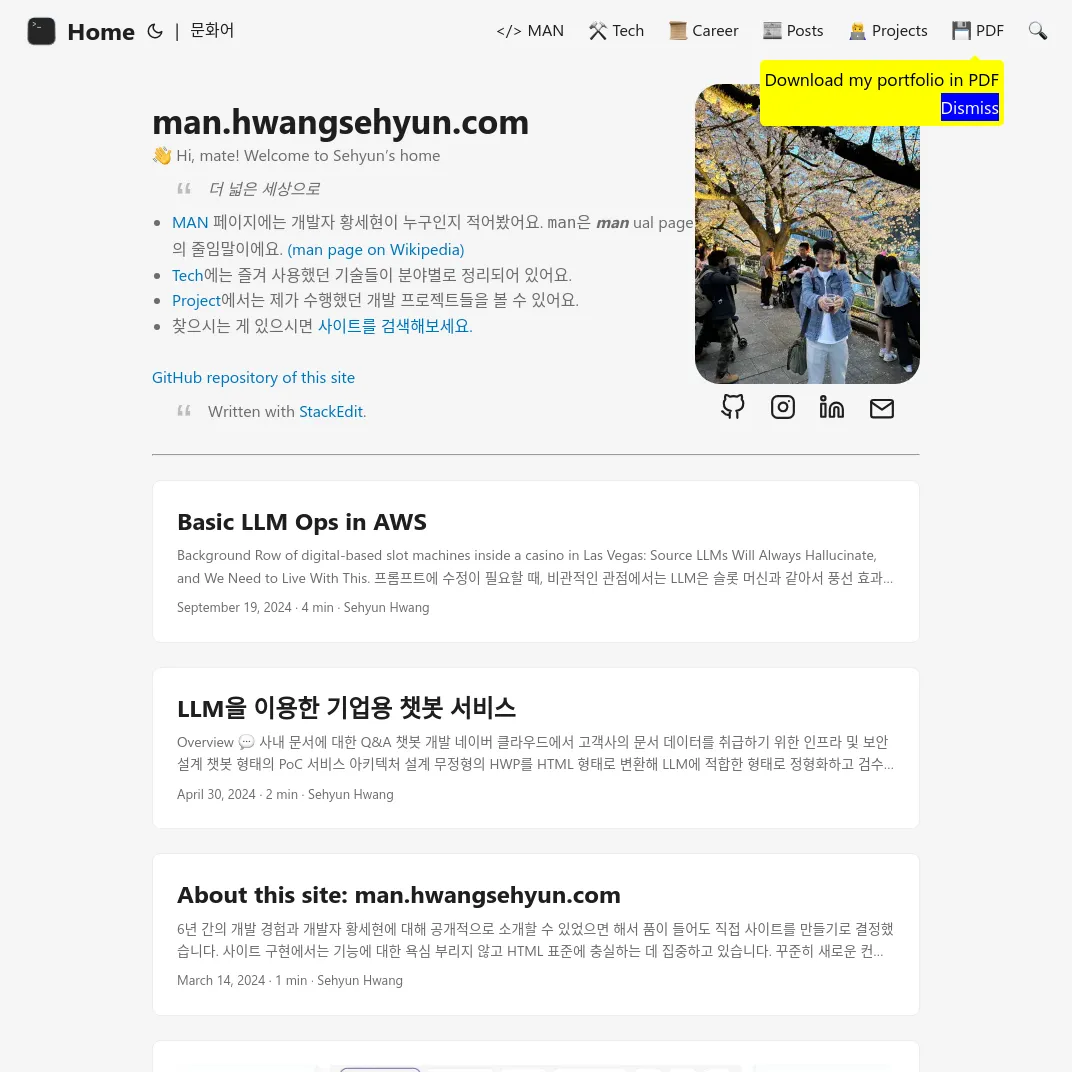 Home | 문화어
</> MAN
🛠️ Tech
📜 Career
📰 Posts
👨‍💻 Projects
💾 PDF
🔍
Download my portfolio in PDF
Dismiss
man.hwangsehyun.com
👋 Hi, mate! Welcome to Sehyun’s home
더 넓은 세상으로
MAN 페이지에는 개발자 황세현이 누구인지 적어봤어요. man은 man ual page
의 줄임말이에요. (man page on Wikipedia)
Tech에는 즐겨 사용했던 기술들이 분야별로 정리되어 있어요.
Project에서는 제가 수행했던 개발 프로젝트들을 볼 수 있어요.
찾으시는 게 있으시면 사이트를 검색해보세요.
GitHub repository of this site
Written with StackEdit.
Basic LLM Ops in AWS
Background Row of digital-based slot machines inside a casino in Las Vegas: Source LLMs Will Always Hallucinate,
and We Need to Live With This. 프롬프트에 수정이 필요할 때, 비관적인 관점에서는 LLM은 슬롯 머신과 같아서 풍선 효과...
September 19, 2024 · 4 min · Sehyun Hwang
LLM을 이용한 기업용 챗봇 서비스
Overview 💬 사내 문서에 대한 Q&A 챗봇 개발 네이버 클라우드에서 고객사의 문서 데이터를 취급하기 위한 인프라 및 보안
설계 챗봇 형태의 PoC 서비스 아키텍처 설계 무정형의 HWP를 HTML 형태로 변환해 LLM에 적합한 형태로 정형화하고 검수...
April 30, 2024 · 2 min · Sehyun Hwang
About this site: man.hwangsehyun.com
6년 간의 개발 경험과 개발자 황세현에 대해 공개적으로 소개할 수 있었으면 해서 품이 들어도 직접 사이트를 만들기로 결정했
습니다. 사이트 구현에서는 기능에 대한 욕심 부리지 않고 HTML 표준에 충실하는 데 집중하고 있습니다. 꾸준히 새로운 컨...
March 14, 2024 · 1 min · Sehyun Hwang